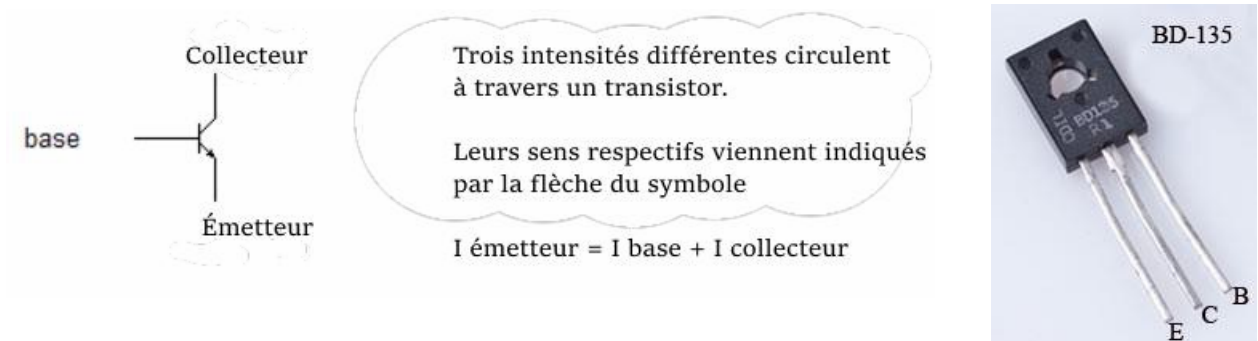 Collecteur
base
Émetteur
Trois intensités différentes circulent
à travers un transistor.
Leurs sens respectifs viennent indiqués
par la flèche du symbole
I émetteur = I base + I collecteur
BD-135
BD135
R1
E
C
B